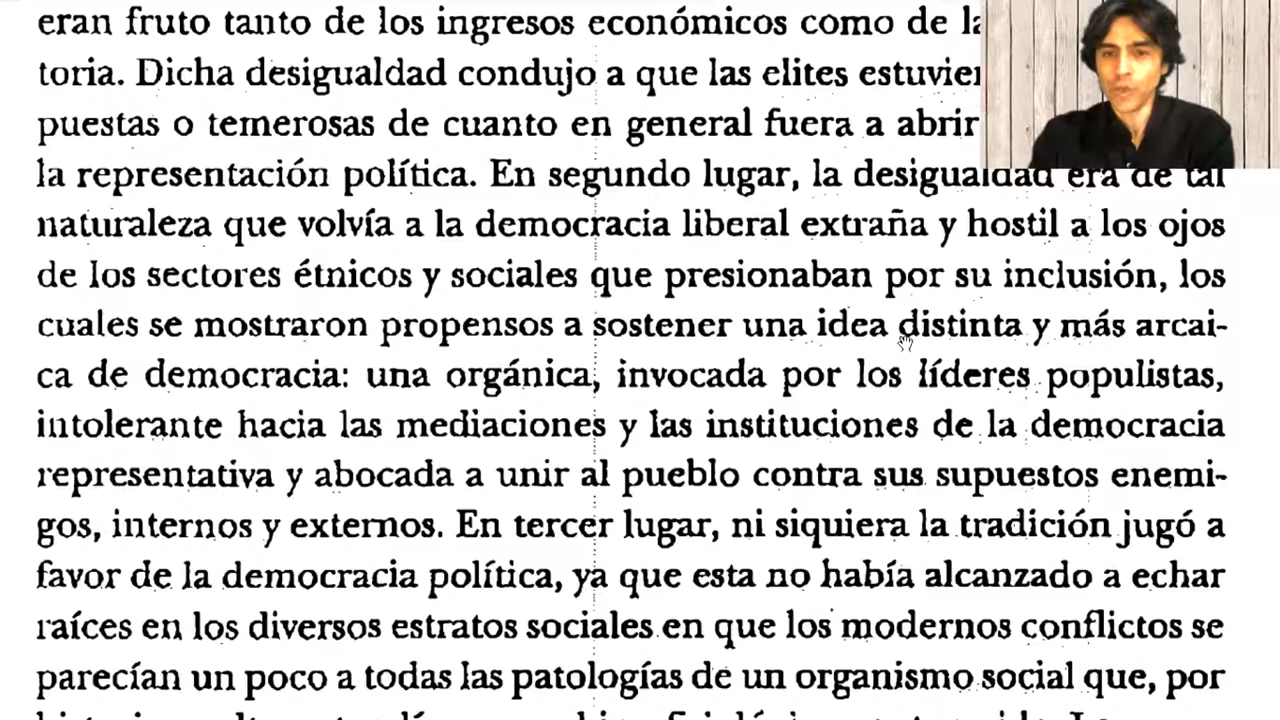 eran fruto tanto de los ingresos económicos como de
toria. Dicha desigualdad condujo a que las elites
puestas o temerosas de cuanto en general fuera a abrir
la representación política. En segundo lugar, la desigualdad era de tal
naturaleza que volvía a la democracia liberal extraña y hostil a los ojos
de los sectores étnicos y sociales que presionaban por su inclusión, los
cuales se mostraron propensos a sostener una idea distinta y más arcai-
ca de democracia: una orgánica, invocada por los líderes populistas,
intolerante hacia las mediaciones y las instituciones de la democracia
representativa y abocada a unir al pueblo contra sus supuestos enemi-
gos, internos y externos. En tercer lugar, ni siquiera la tradición jugó a
favor de la democracia política, ya que esta no había alcanzado a echar
raíces en los diversos estratos sociales en que los modernos conflictos se
parecían un poco a todas las patologías de un organismo social que, por